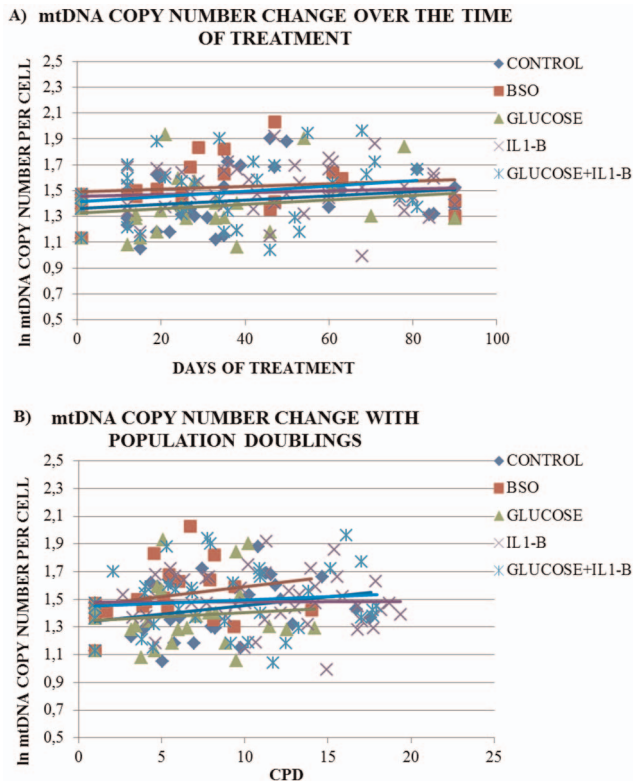 A) mtDNA COPY NUMBER CHANGE OVER THE TIME
OF TREATMENT
ln mtDNA COPY NUMBER PER CELL
2,5
2,3
2,1
1,9
1,7
1,5
1,3
1,1
0,9
0,7
0,5
0 20 40 60 80 100
DAYS OF TREATMENT
CONTROL
BSO
GLUCOSE
IL1-B
GLUCOSE+IL1-B
B) mtDNA COPY NUMBER CHANGE WITH
POPULATION DOUBLINGS
ln mtDNA COPY NUMBER PER CELL
2,5
2,3
2,1
1,9
1,7
1,5
1,3
1,1
0,9
0,7
0,5
0 5 10 15 20 25
CPD
CONTROL
BSO
GLUCOSE
IL1-B
GLUCOSE+IL1-B